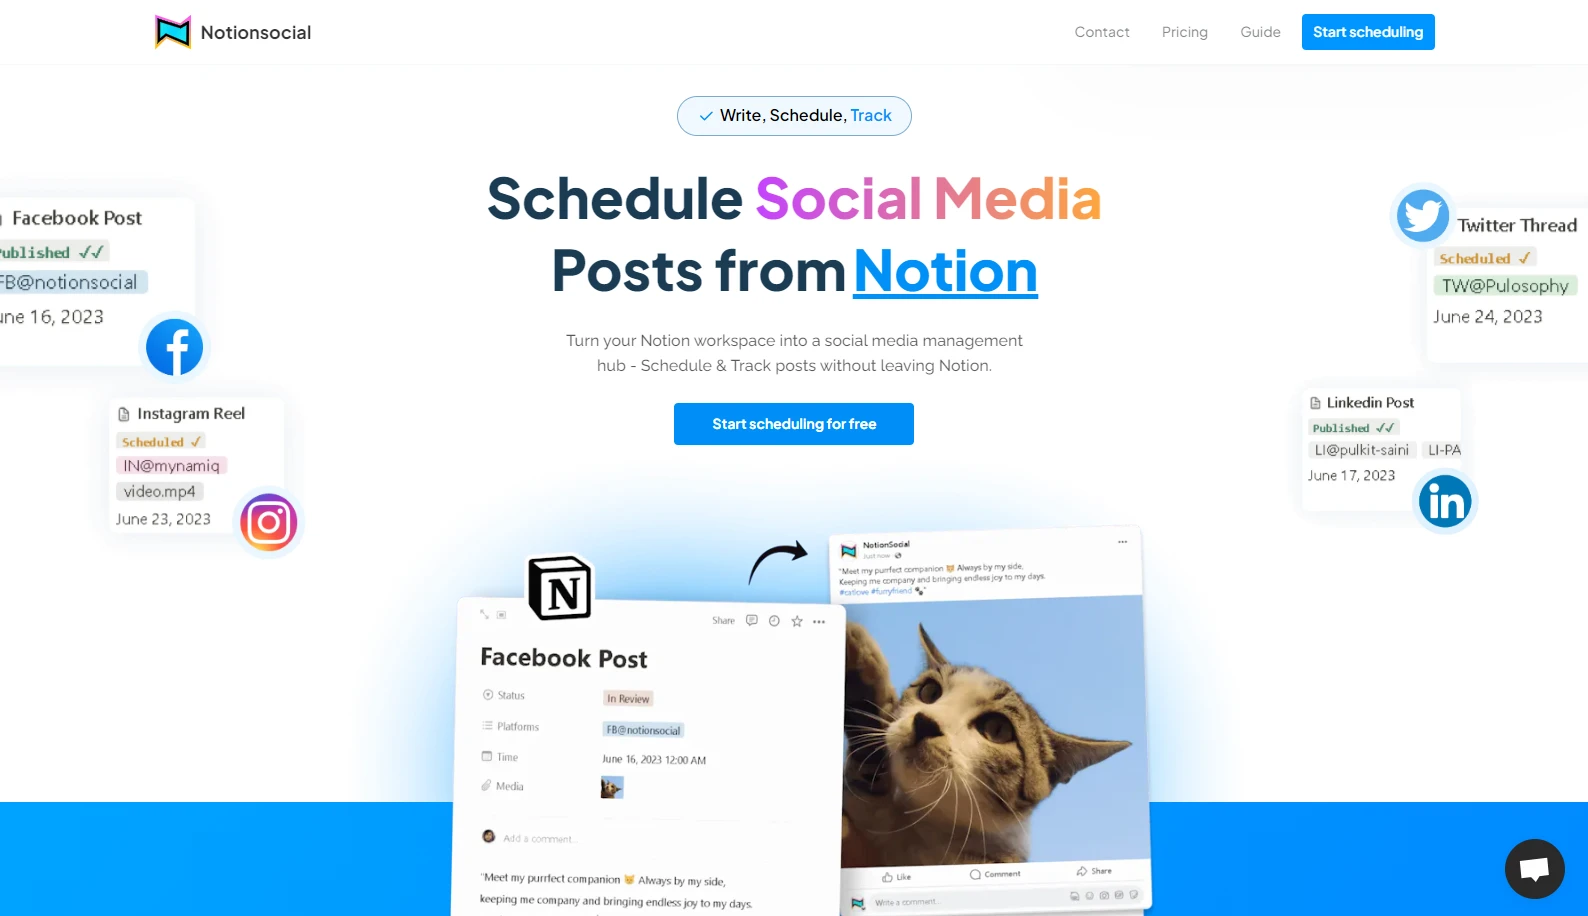 Notionsocial
Contact
Pricing
Guide
Start scheduling
Write, Schedule, Track
Schedule Social Media
Posts from Notion
Turn your Notion workspace into a social media management
hub - Schedule & Track posts without leaving Notion.
Start scheduling for free
Facebook Post
Published ✓✓
FB@notionsocial
June 16, 2023
Instagram Reel
Scheduled ✓
IN@mynamiq
video.mp4
June 23, 2023
Twitter Thread
Scheduled ✓
TW@Pulosophy
June 24, 2023
Linkedin Post
Published ✓✓
LI@pulkit-saini LI-PA
June 17, 2023
in
N
Share
Facebook Post
Status In Review
Platforms FB@notionsocial
Time June 16, 2023 12:00 AM
Media
Add a comment...
"Meet my purrfect companion 😸 Always by my side,
keeping me company and bringing endless joy to my days.
NotionSocial
Just now
"Meet my purrfect companion 😸 Always by my side,
Keeping me company and bringing endless joy to my days.
#catlove #furryfriend 🐾"
Like
Comment
Share
Write a comment...